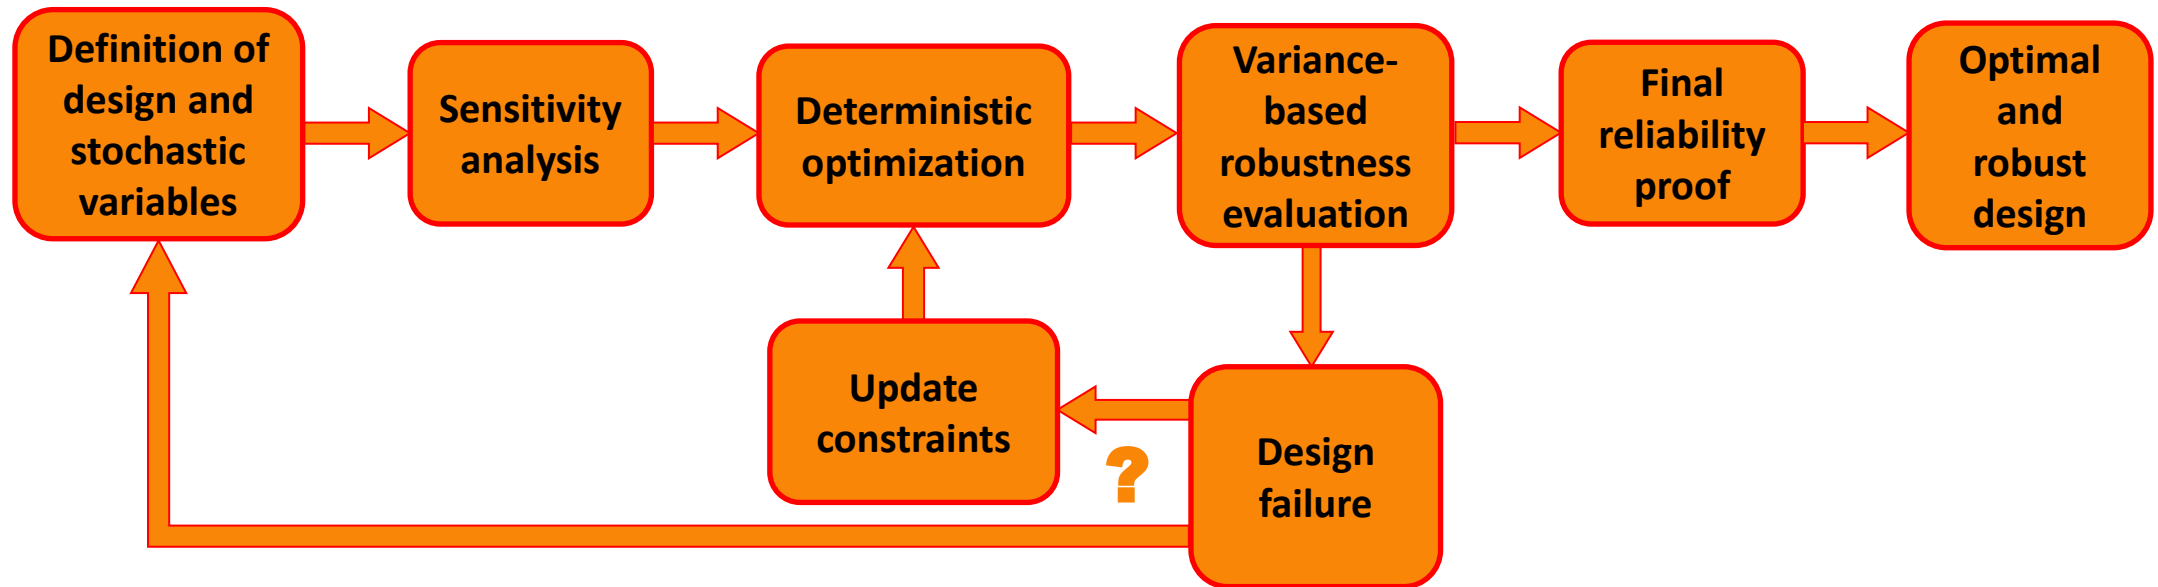 Definition of
design and
stochastic
variables
Sensitivity
analysis
Deterministic
optimization
Variance-
based
robustness
evaluation
Final
reliability
proof
Optimal
and
robust
design
Update
constraints
?
Design
failure